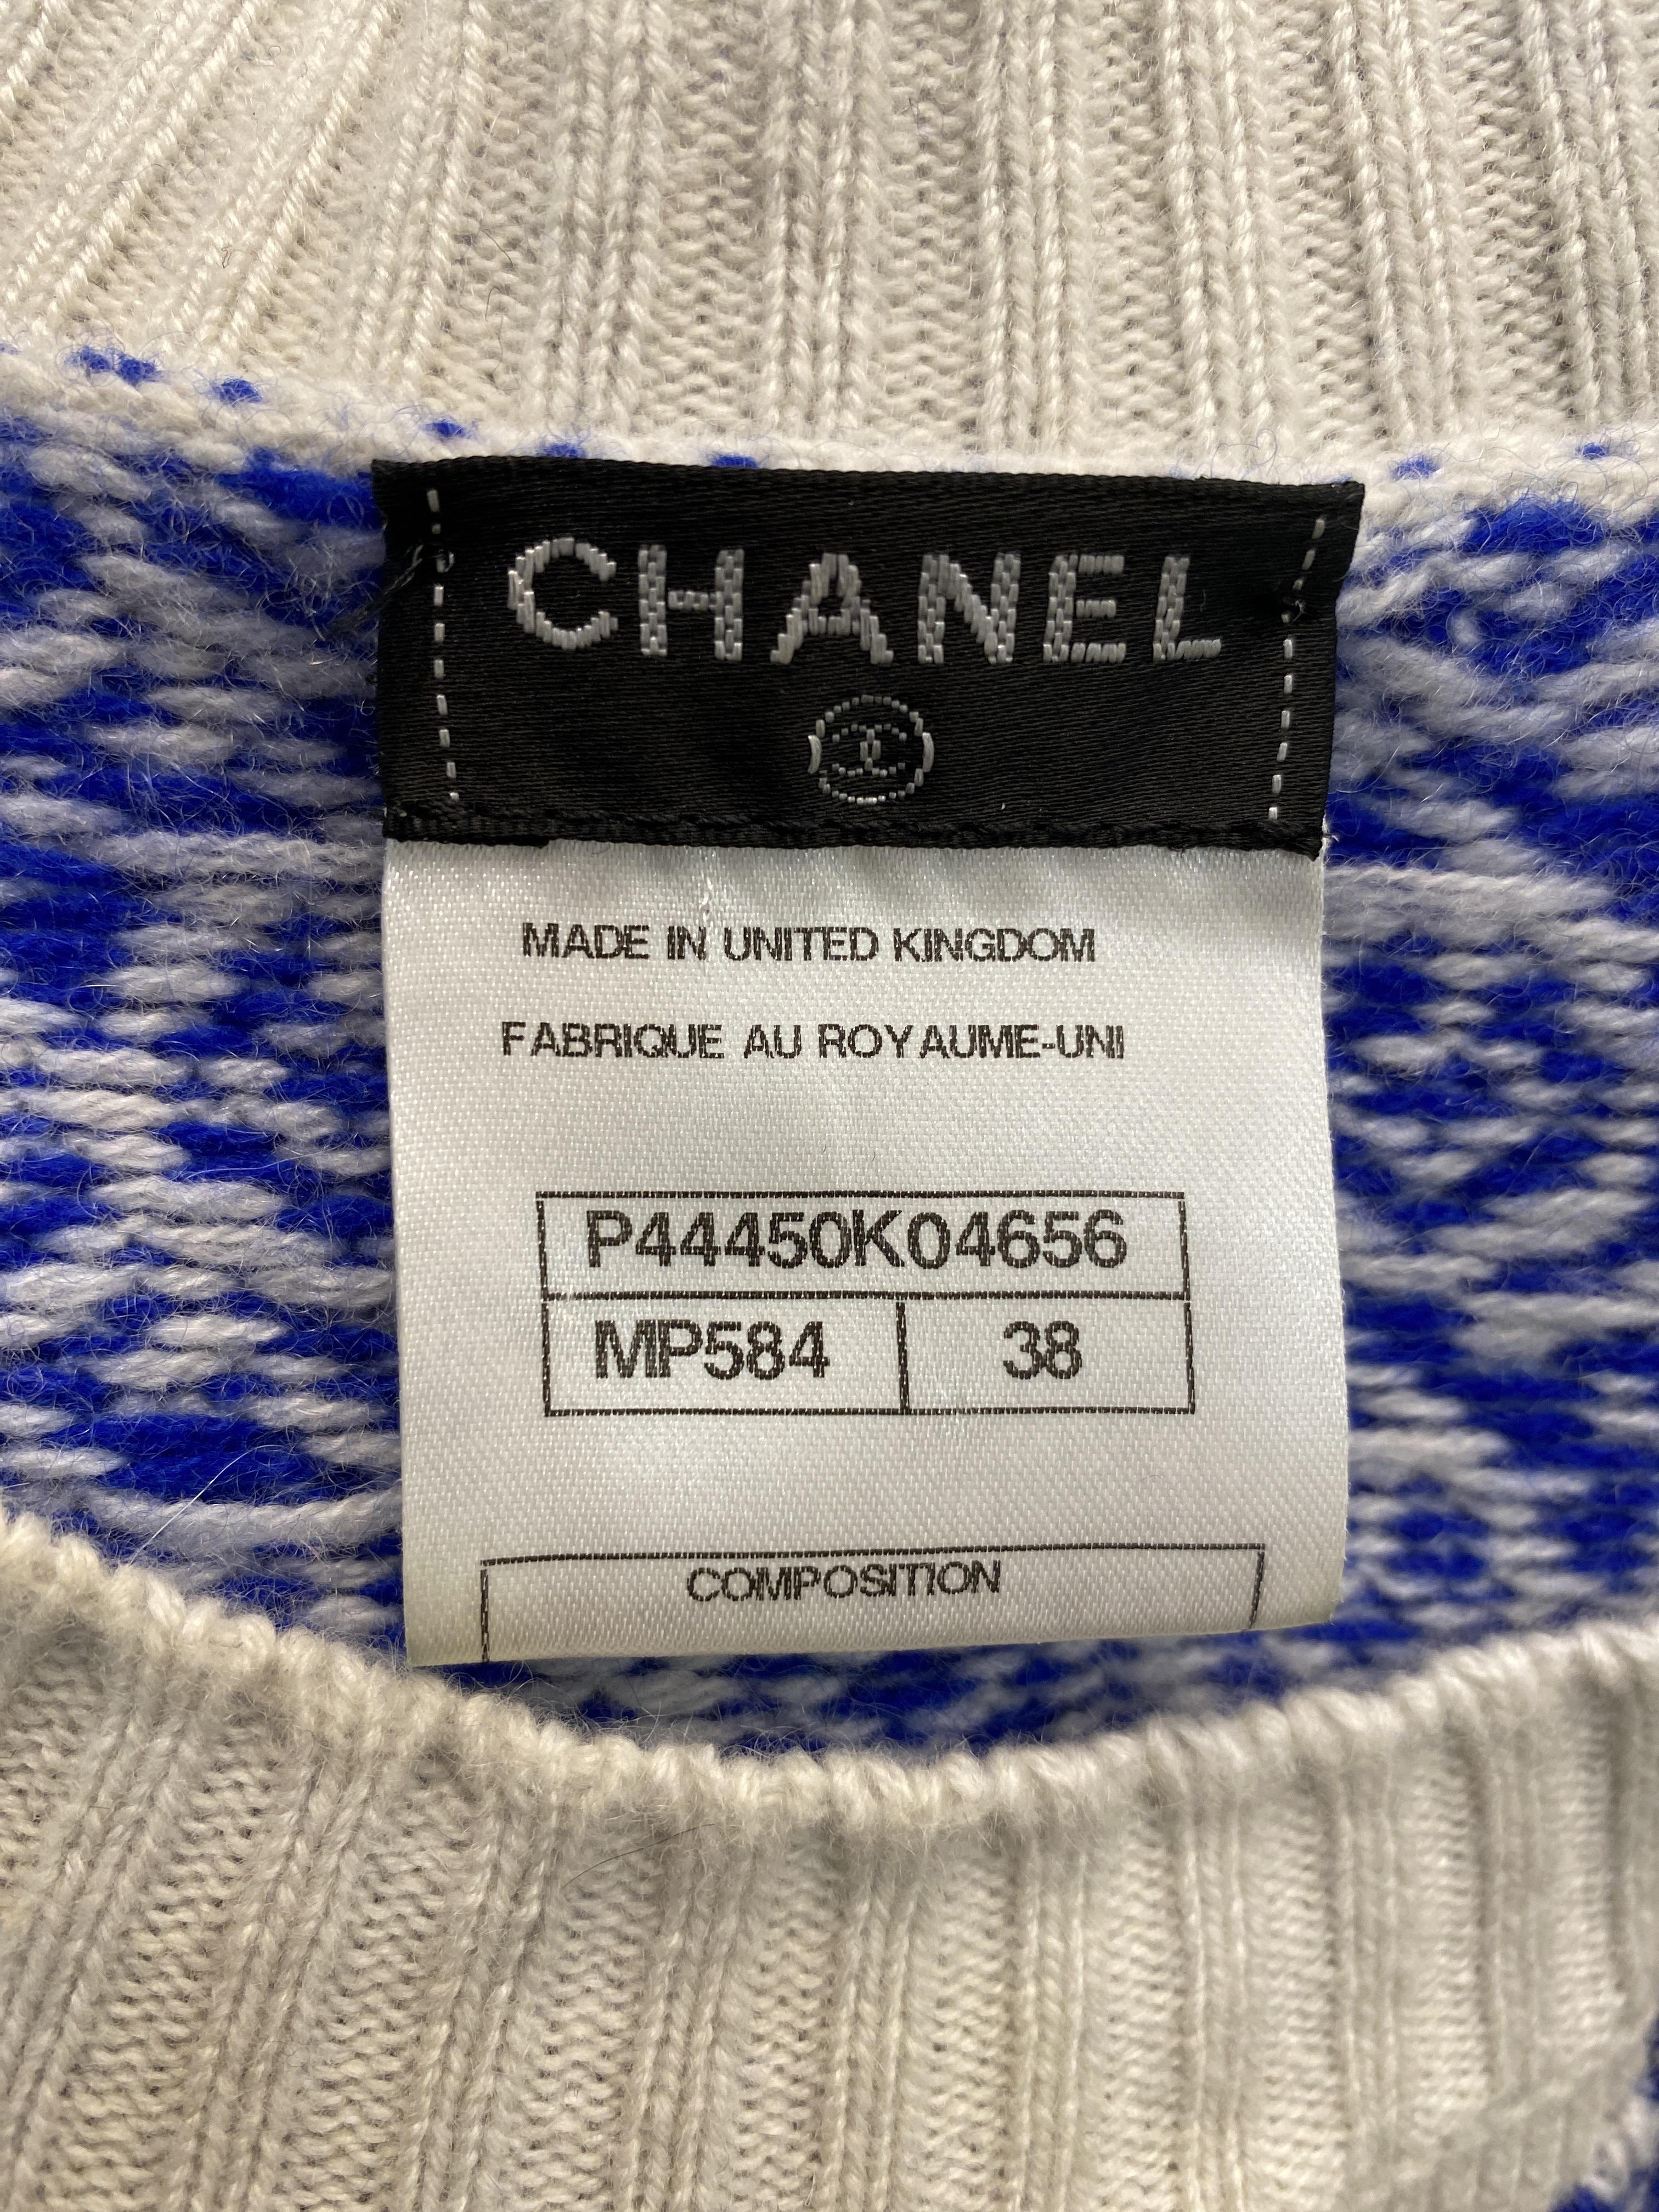 CHANEL
MADE IN UNITED KINGDOM
FABRIQUE AU ROYAUME-UNI
P44450K04656
MP584 38
COMPOSITION